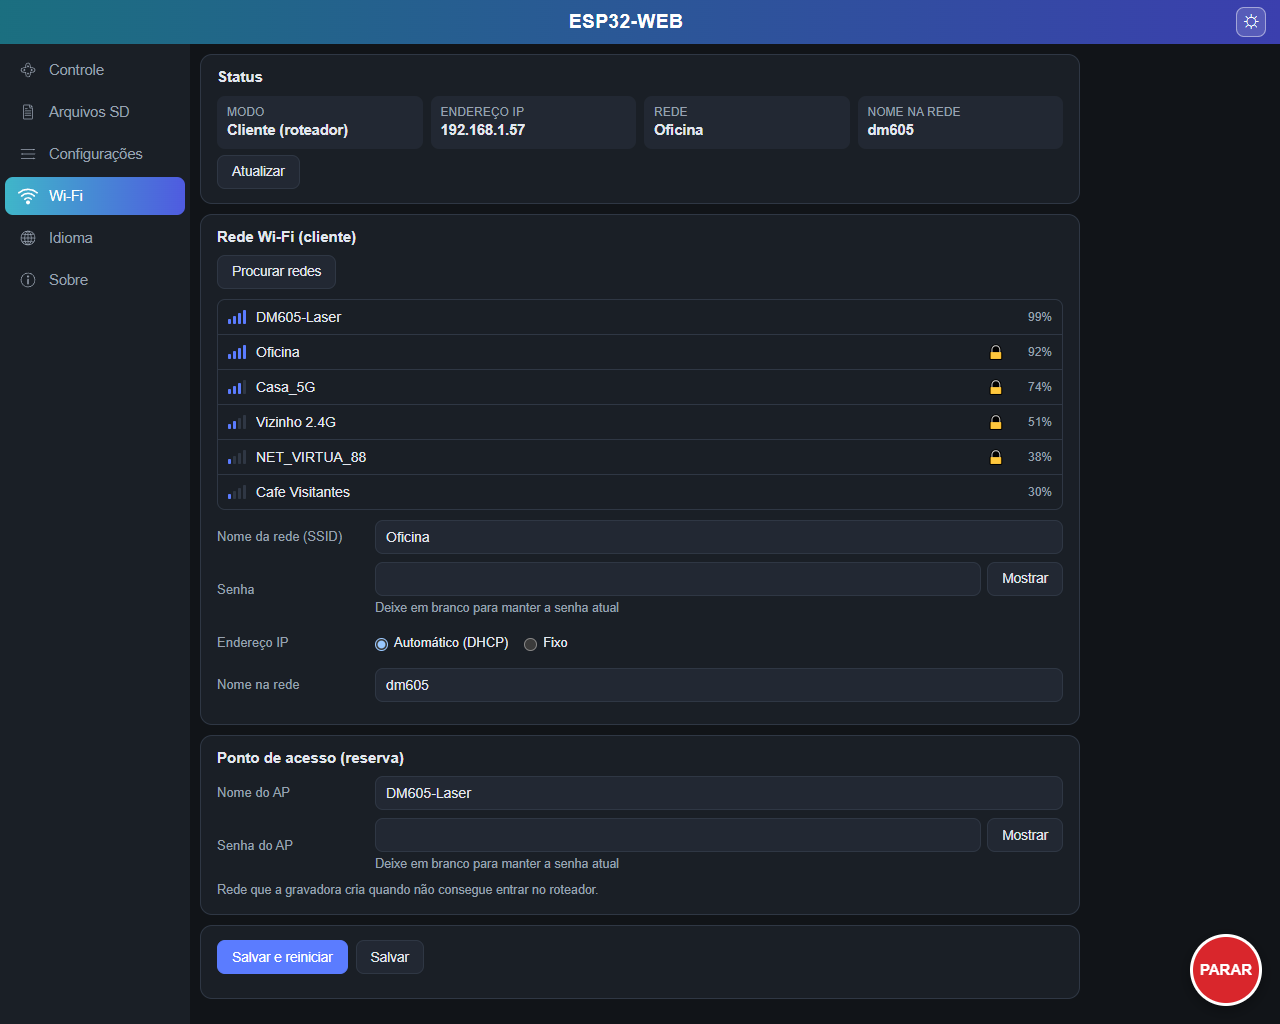 ESP32-WEB
Controle
Arquivos SD
Configurações
Wi-Fi
Idioma
Sobre
Status
MODO
Cliente (roteador)
ENDEREÇO IP
192.168.1.57
REDE
Oficina
NOME NA REDE
dm605
Atualizar
Rede Wi-Fi (cliente)
Procurar redes
DM605-Laser 99%
Oficina 92%
Casa_5G 74%
Vizinho 2.4G 51%
NET_VIRTUA_88 38%
Cafe Visitantes 30%
Nome da rede (SSID) Oficina
Senha Mostrar
Deixe em branco para manter a senha atual
Endereço IP Automático (DHCP) Fixo
Nome na rede dm605
Ponto de acesso (reserva)
Nome do AP DM605-Laser
Senha do AP Mostrar
Deixe em branco para manter a senha atual
Rede que a gravadora cria quando não consegue entrar no roteador.
Salvar e reiniciar Salvar
PARAR